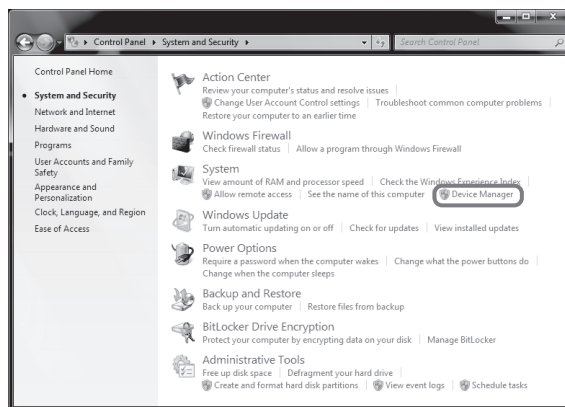 Control Panel ▸ System and Security ▸
Search Control Panel
Control Panel Home
System and Security
Network and Internet
Hardware and Sound
Programs
User Accounts and Family
Safety
Appearance and
Personalization
Clock, Language, and Region
Ease of Access
Action Center
Review your computer's status and resolve issues
Change User Account Control settings | Troubleshoot common computer problems
Restore your computer to an earlier time
Windows Firewall
Check firewall status | Allow a program through Windows Firewall
System
View amount of RAM and processor speed | Check the Windows Experience Index
Allow remote access | See the name of this computer | Device Manager
Windows Update
Turn automatic updating on or off | Check for updates | View installed updates
Power Options
Require a password when the computer wakes | Change what the power buttons do
Change when the computer sleeps
Backup and Restore
Back up your computer | Restore files from backup
BitLocker Drive Encryption
Protect your computer by encrypting data on your disk | Manage BitLocker
Administrative Tools
Free up disk space | Defragment your hard drive
Create and format hard disk partitions | View event logs | Schedule tasks